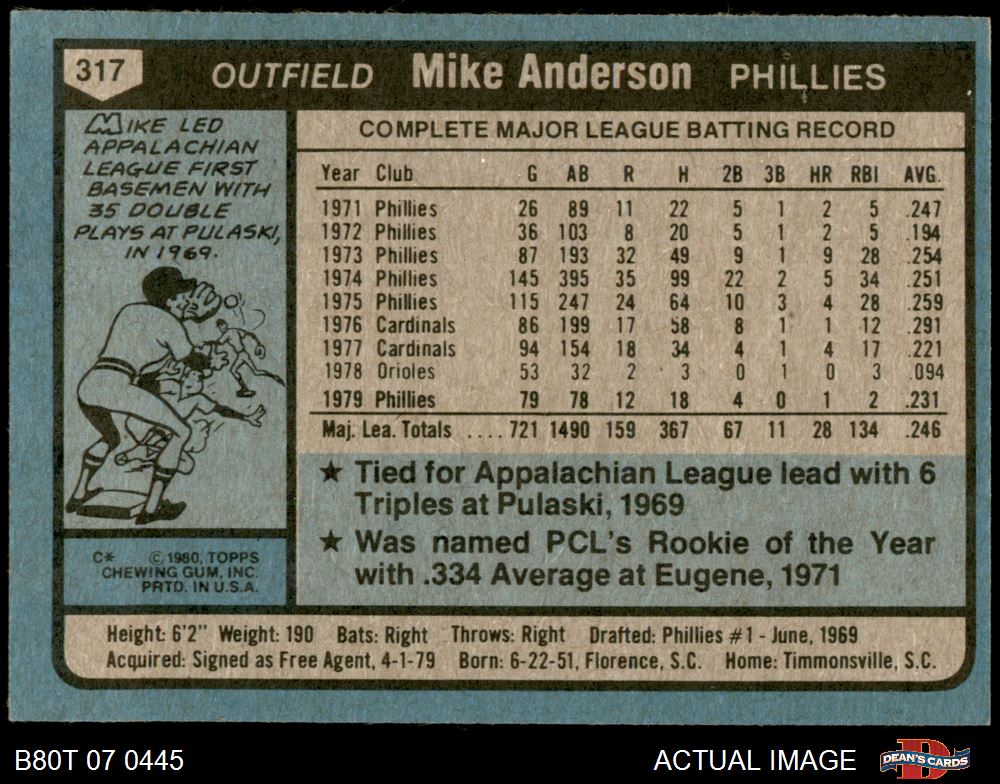 317 OUTFIELD Mike Anderson PHILLIES
MIKE LED
APPALACHIAN
LEAGUE FIRST
BASEMEN WITH
35 DOUBLE
PLAYS AT PULASKI,
IN 1969.
C* © 1980, TOPPS
CHEWING GUM, INC.
PRTD. IN U.S.A.
COMPLETE MAJOR LEAGUE BATTING RECORD
Year Club G AB R H 2B 3B HR RBI AVG.
1971 Phillies 26 89 11 22 5 1 2 5 .247
1972 Phillies 36 103 8 20 5 1 2 5 .194
1973 Phillies 87 193 32 49 9 1 9 28 .254
1974 Phillies 145 395 35 99 22 2 5 34 .251
1975 Phillies 115 247 24 64 10 3 4 28 .259
1976 Cardinals 86 199 17 58 8 1 1 12 .291
1977 Cardinals 94 154 18 34 4 1 4 17 .221
1978 Orioles 53 32 2 3 0 1 0 3 .094
1979 Phillies 79 78 12 18 4 0 1 2 .231
Maj. Lea. Totals .... 721 1490 159 367 67 11 28 134 .246
★ Tied for Appalachian League lead with 6
Triples at Pulaski, 1969
★ Was named PCL's Rookie of the Year
with .334 Average at Eugene, 1971
Height: 6'2" Weight: 190 Bats: Right Throws: Right Drafted: Phillies #1 - June, 1969
Acquired: Signed as Free Agent, 4-1-79 Born: 6-22-51, Florence, S.C. Home: Timmonsville, S.C.
B80T 07 0445 ACTUAL IMAGE DEAN'S CARDS